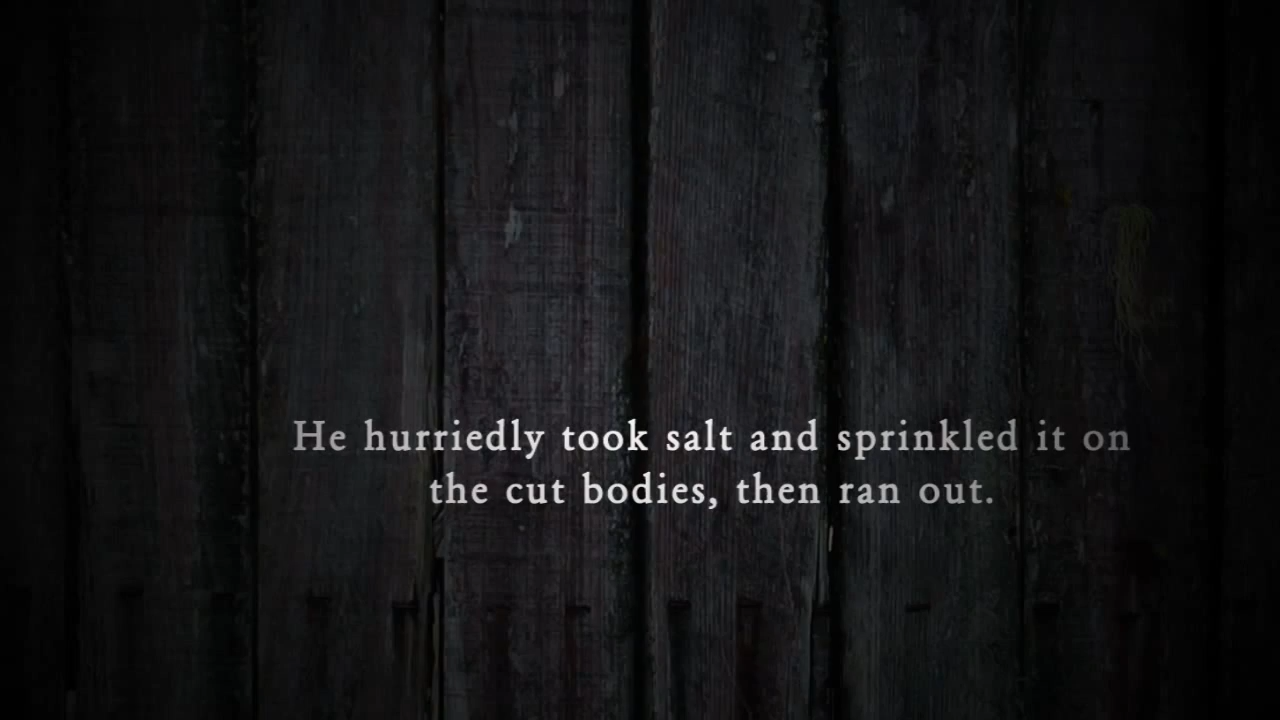 He hurriedly took salt and sprinkled it on
the cut bodies, then ran out.